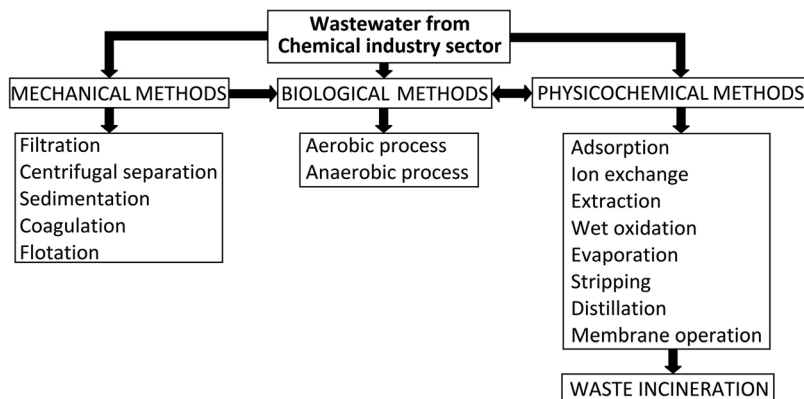 Wastewater from
Chemical industry sector
MECHANICAL METHODS
BIOLOGICAL METHODS
PHYSICOCHEMICAL METHODS
Filtration
Centrifugal separation
Sedimentation
Coagulation
Flotation
Aerobic process
Anaerobic process
Adsorption
Ion exchange
Extraction
Wet oxidation
Evaporation
Stripping
Distillation
Membrane operation
WASTE INCINERATION